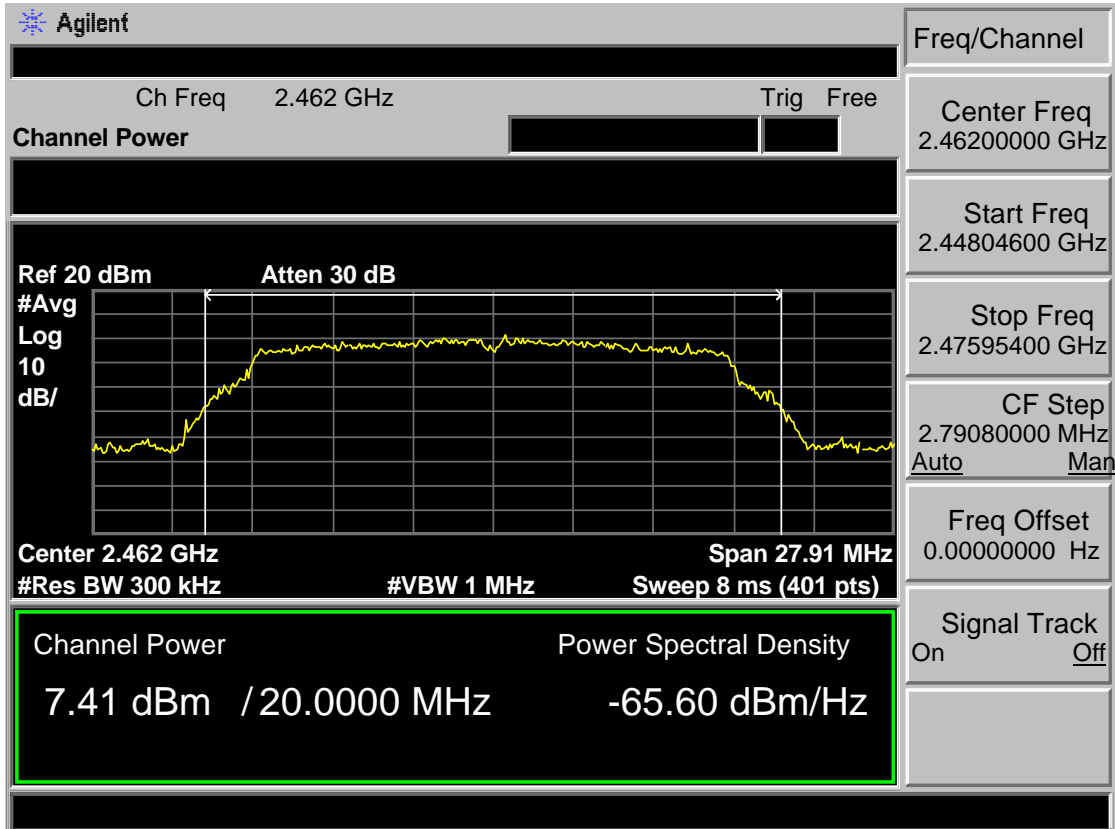 Agilent
Ch Freq 2.462 GHz Trig Free
Channel Power
Ref 20 dBm Atten 30 dB
#Avg
Log
10
dB/
Center 2.462 GHz Span 27.91 MHz
#Res BW 300 kHz #VBW 1 MHz Sweep 8 ms (401 pts)
Channel Power Power Spectral Density
7.41 dBm / 20.0000 MHz -65.60 dBm/Hz
Freq/Channel
Center Freq
2.46200000 GHz
Start Freq
2.44804600 GHz
Stop Freq
2.47595400 GHz
CF Step
2.79080000 MHz
Auto Man
Freq Offset
0.00000000 Hz
Signal Track
On Off